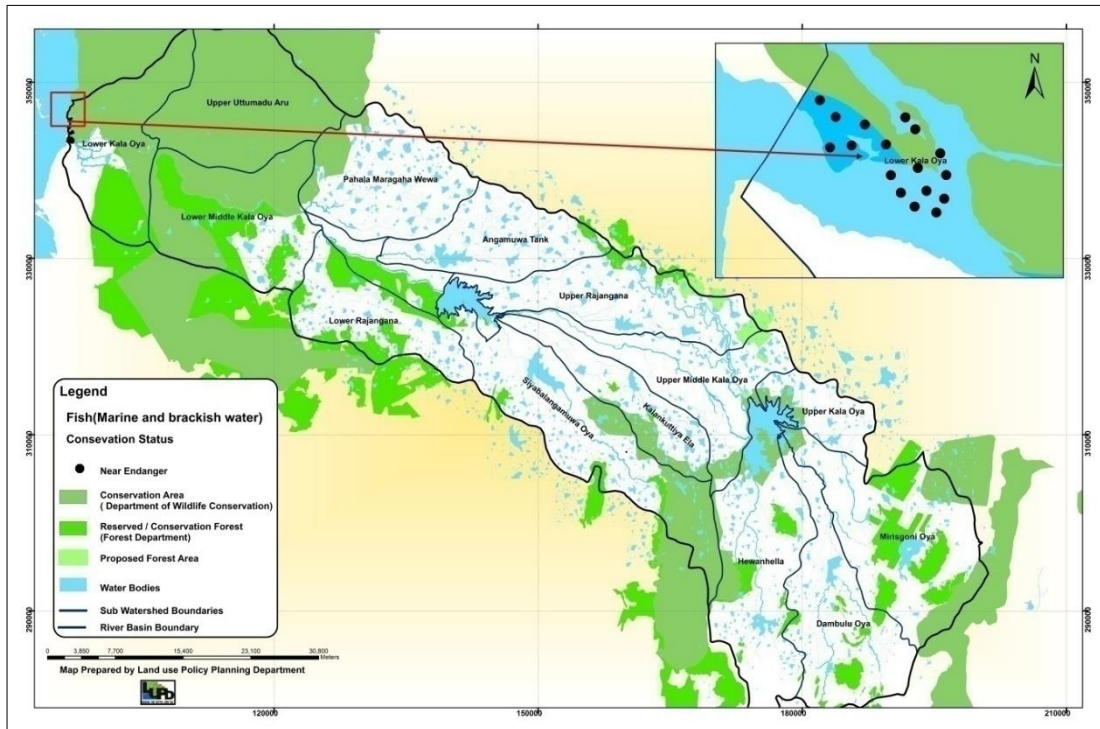 350000
330000
310000
290000
N
Lower Kala Oya
Upper Uttumadu Aru
Lower Kala Oya
Pahala Maragaha Wewa
Lower Middle Kala Oya
Angamuwa Tank
Upper Rajangana
Lower Rajangana
Upper Middle Kala Oya
Siyabalangamuwa Oya
Kalankuttiya Ela
Upper Kala Oya
Mirisgoni Oya
Hewanhella
Dambulu Oya
Legend
Fish(Marine and brackish water)
Consevation Status
Near Endanger
Conservation Area
( Department of Wildlife Conservation)
Reserved / Conservation Forest
(Forest Department)
Proposed Forest Area
Water Bodies
Sub Watershed Boundaries
River Basin Boundary
0 3,850 7,700 15,400 23,100 30,800
Meters
Map Prepared by Land use Policy Planning Department
350000
330000
310000
290000
120000
150000
180000
210000